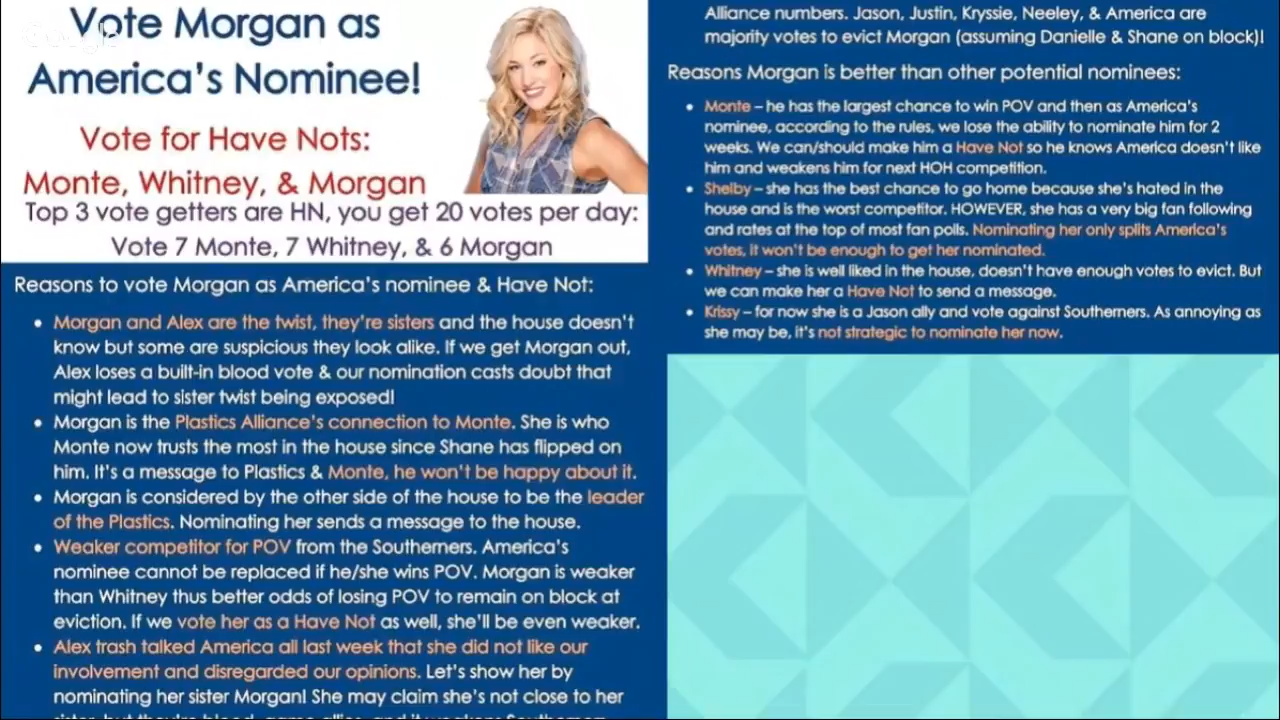 Google
Vote Morgan as
America's Nominee!
Vote for Have Nots:
Monte, Whitney, & Morgan
Top 3 vote getters are HN, you get 20 votes per day:
Vote 7 Monte, 7 Whitney, & 6 Morgan
Reasons to vote Morgan as America's nominee & Have Not:
• Morgan and Alex are the twist, they're sisters and the house doesn't
know but some are suspicious they look alike. If we get Morgan out,
Alex loses a built-in blood vote & our nomination casts doubt that
might lead to sister twist being exposed!
• Morgan is the Plastics Alliance's connection to Monte. She is who
Monte now trusts the most in the house since Shane has flipped on
him. It's a message to Plastics & Monte, he won't be happy about it.
• Morgan is considered by the other side of the house to be the leader
of the Plastics. Nominating her sends a message to the house.
• Weaker competitor for POV from the Southerners. America's
nominee cannot be replaced if he/she wins POV. Morgan is weaker
than Whitney thus better odds of losing POV to remain on block at
eviction. If we vote her as a Have Not as well, she'll be even weaker.
• Alex trash talked America all last week that she did not like our
involvement and disregarded our opinions. Let's show her by
nominating her sister Morgan! She may claim she's not close to her
Alliance numbers. Jason, Justin, Kryssie, Neeley, & America are
majority votes to evict Morgan (assuming Danielle & Shane on block)!
Reasons Morgan is better than other potential nominees:
• Monte – he has the largest chance to win POV and then as America's
nominee, according to the rules, we lose the ability to nominate him for 2
weeks. We can/should make him a Have Not so he knows America doesn't like
him and weakens him for next HOH competition.
• Shelby – she has the best chance to go home because she's hated in the
house and is the worst competitor. HOWEVER, she has a very big fan following
and rates at the top of most fan polls. Nominating her only splits America's
votes, it won't be enough to get her nominated.
• Whitney – she is well liked in the house, doesn't have enough votes to evict. But
we can make her a Have Not to send a message.
• Krissy – for now she is a Jason ally and vote against Southerners. As annoying as
she may be, it's not strategic to nominate her now.